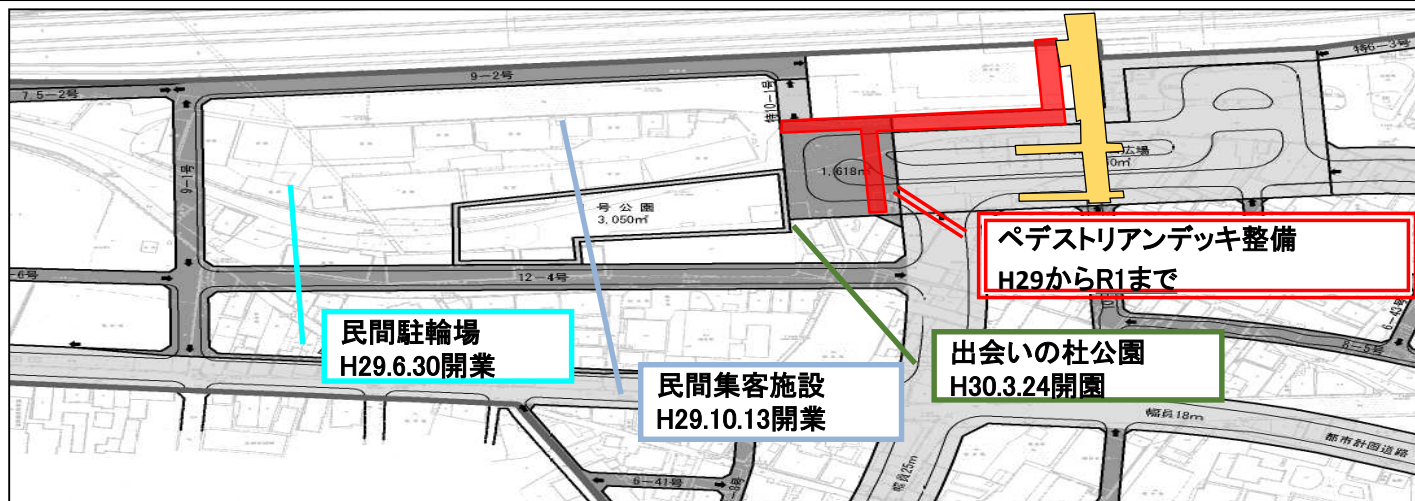 9-2号
7.5-2号
特6-3号
特10-1号
広場
1,618㎡
9-1号
号公園
3,050㎡
ペデストリアンデッキ整備
H29からR1まで
-6号
12-4号
6-43号
民間駐輪場
H29.6.30開業
出会いの杜公園
H30.3.24開園
8-5号
民間集客施設
H29.10.13開業
幅員18m
都市計画道路
幅員25m
6-41号
-8号